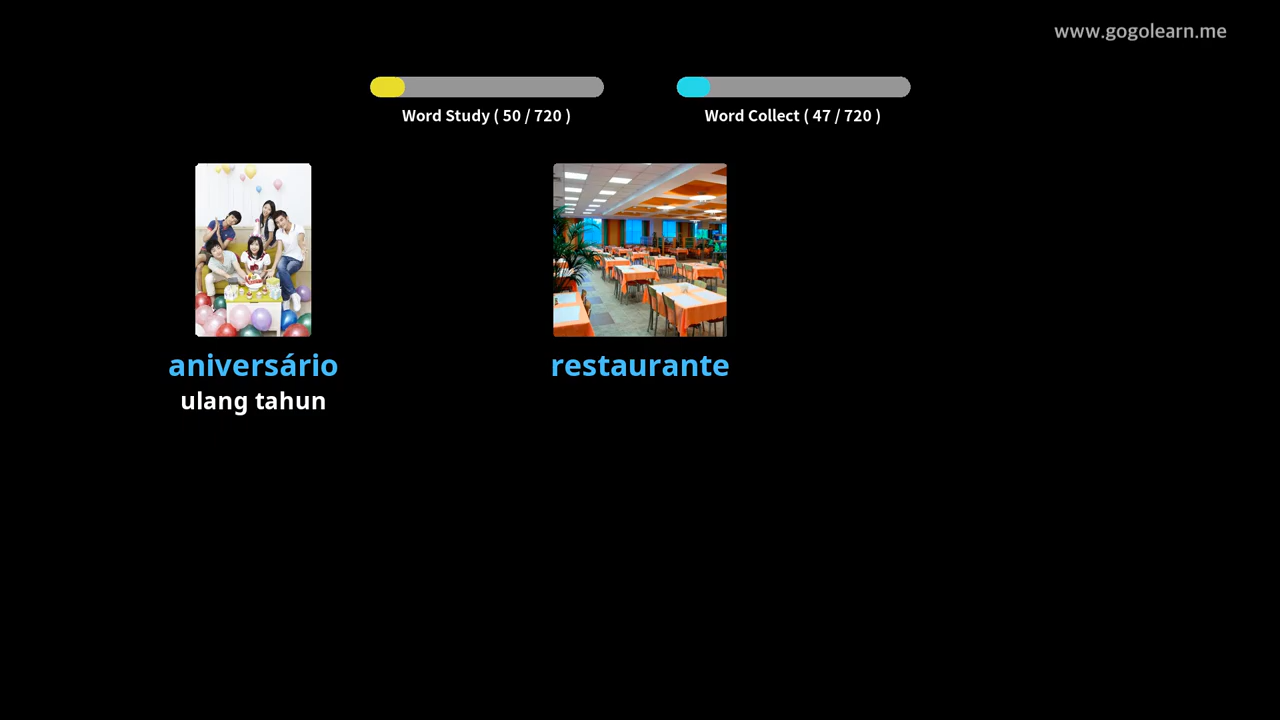 www.gogolearn.me
Word Study ( 50 / 720 )
Word Collect ( 47 / 720 )
aniversário
ulang tahun
restaurante